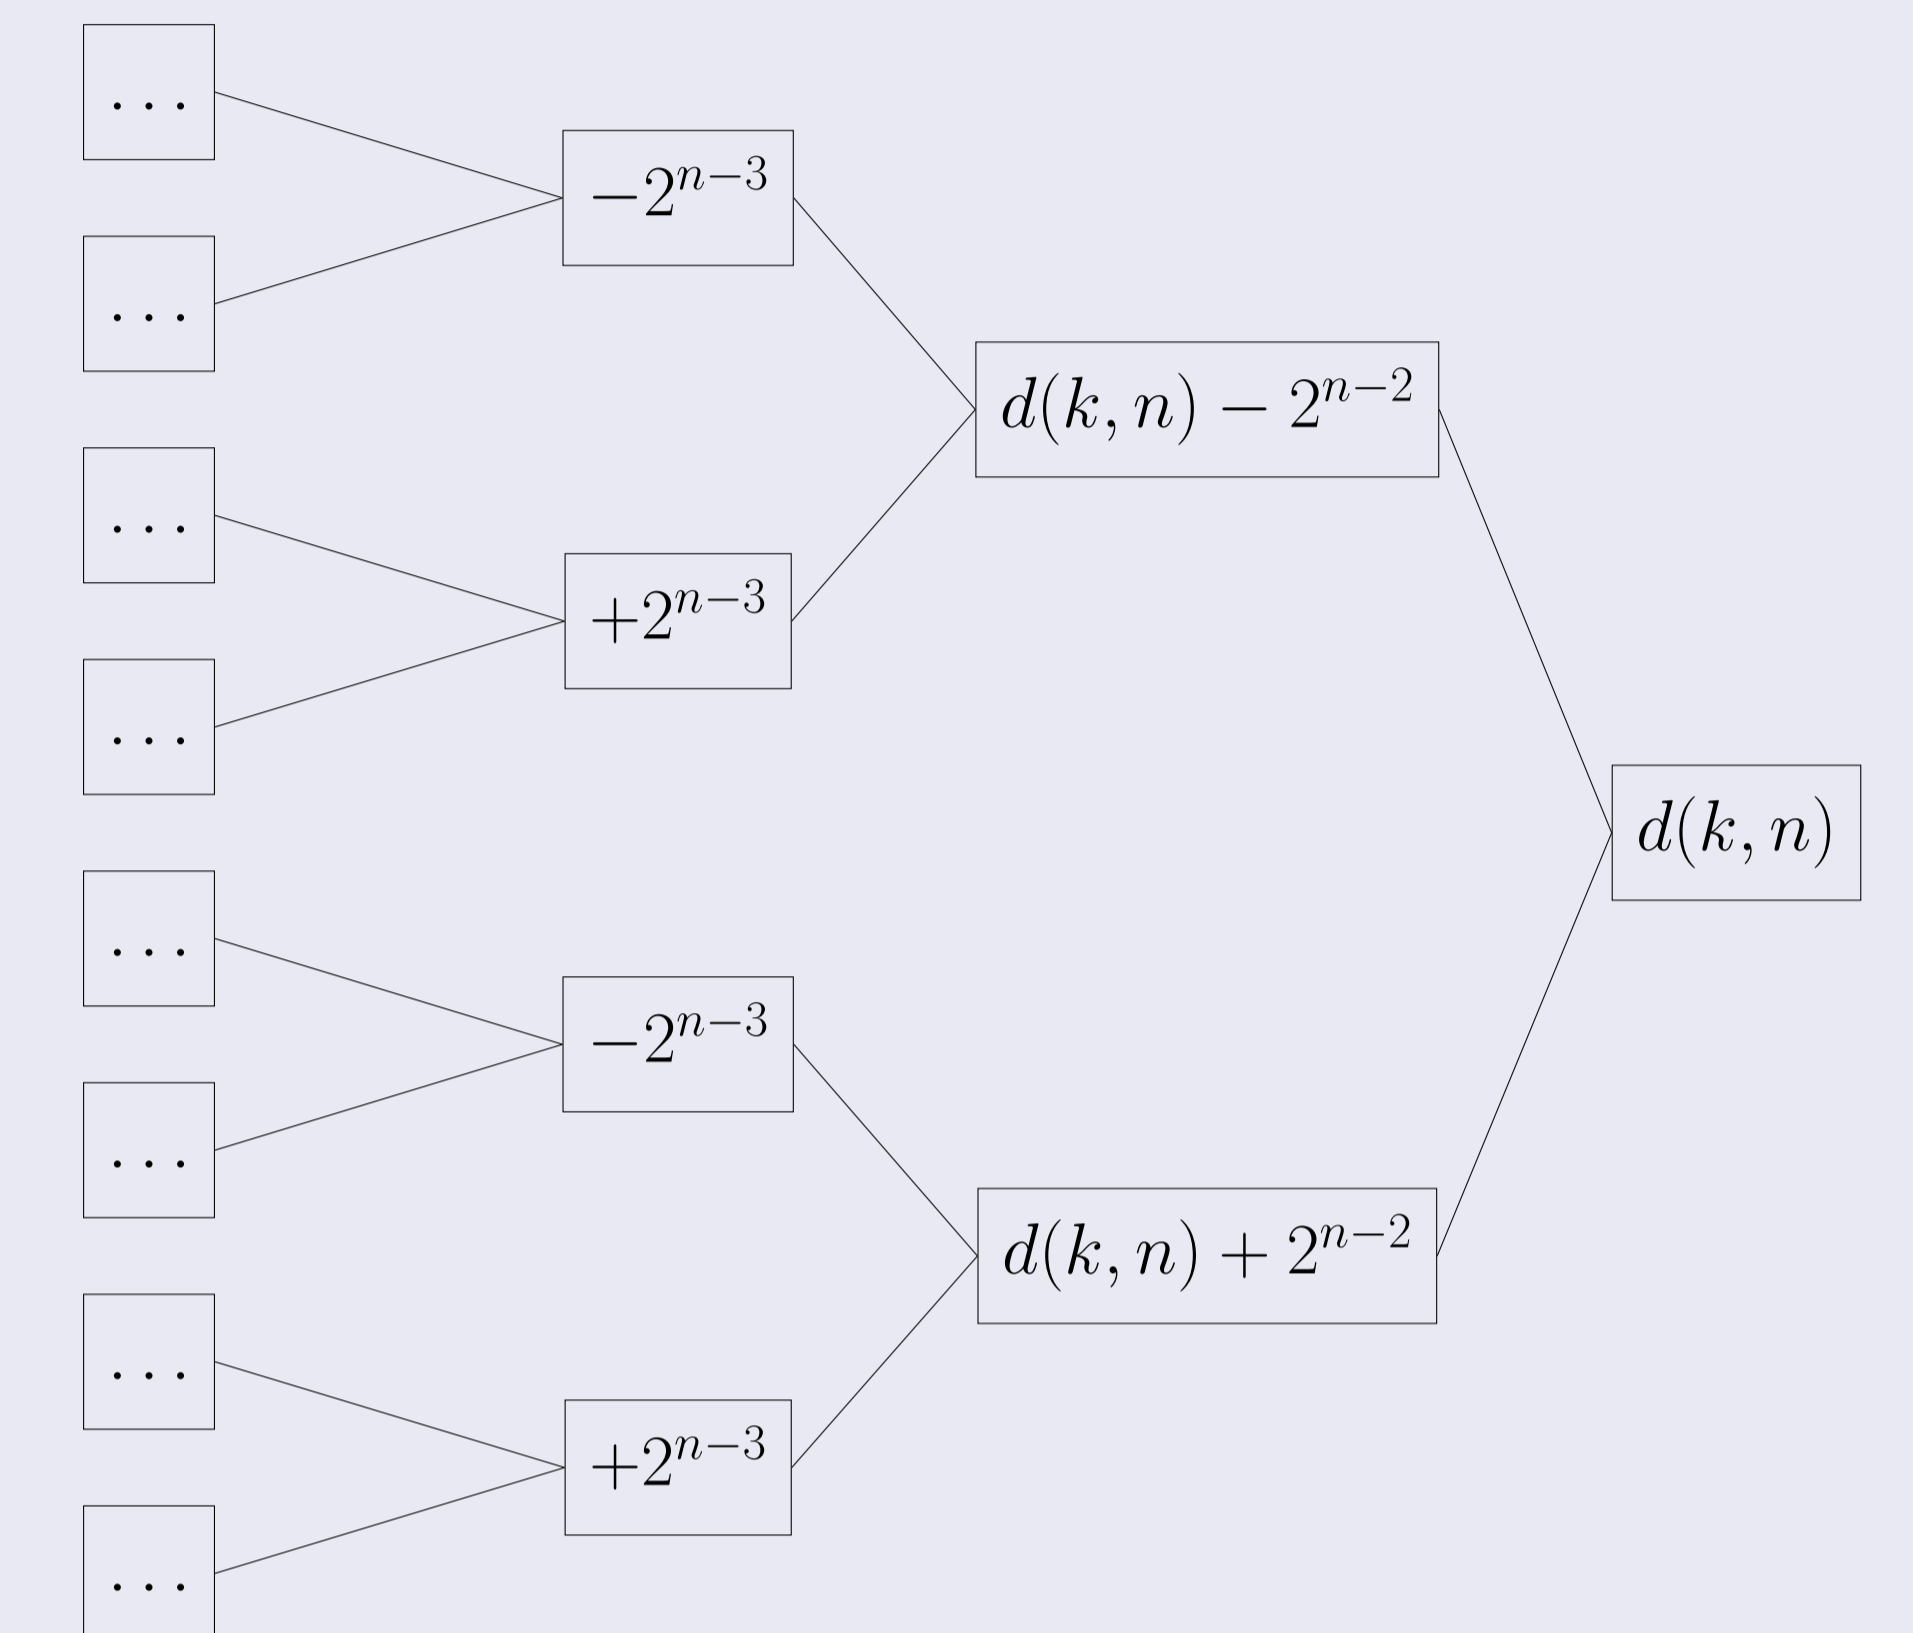 ...
−2^{n−3}
...
d(k, n) − 2^{n−2}
...
+2^{n−3}
...
d(k, n)
...
−2^{n−3}
...
d(k, n) + 2^{n−2}
...
+2^{n−3}
...